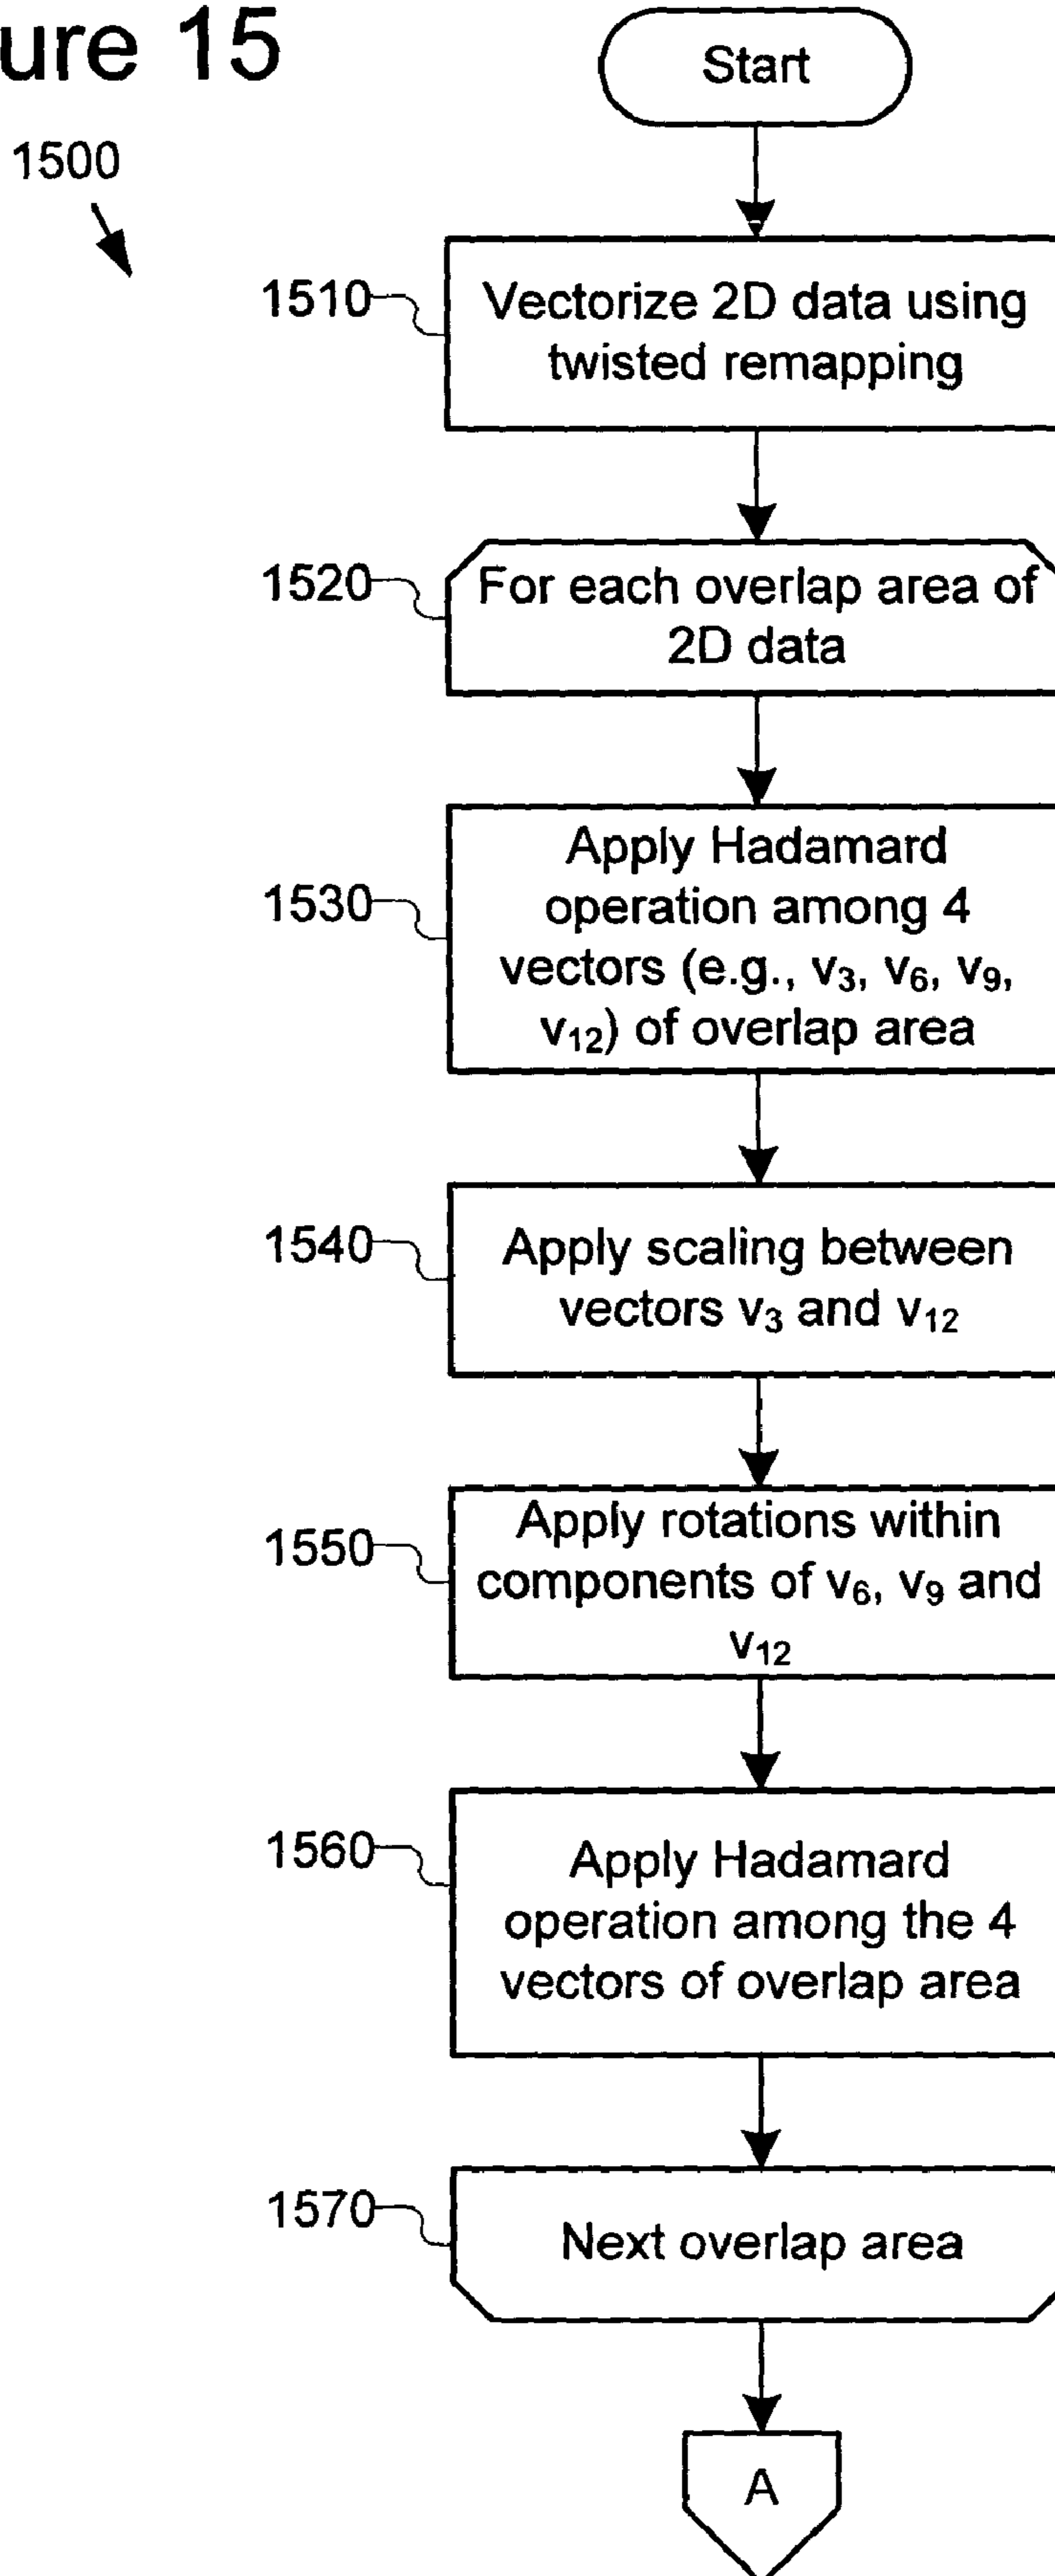 ure 15
Start
1500
1510
Vectorize 2D data using
twisted remapping
1520
For each overlap area of
2D data
1530
Apply Hadamard
operation among 4
vectors (e.g., v₃, v₆, v₉,
v₁₂) of overlap area
1540
Apply scaling between
vectors v₃ and v₁₂
1550
Apply rotations within
components of v₆, v₉ and
v₁₂
1560
Apply Hadamard
operation among the 4
vectors of overlap area
1570
Next overlap area
A